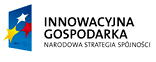 INNOWACYJNA
GOSPODARKA
NARODOWA STRATEGIA SPÓJNOŚCI